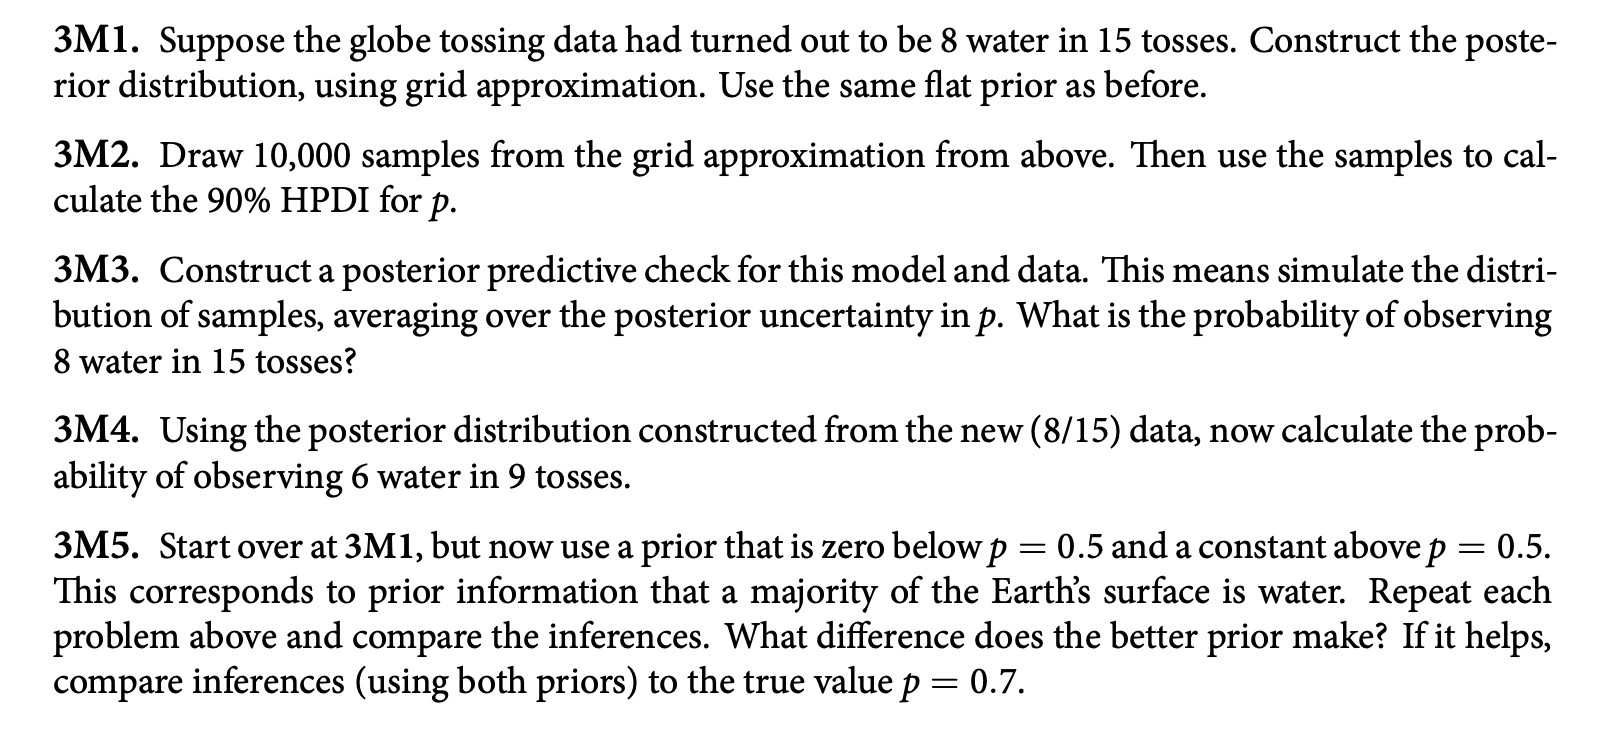 3M1. Suppose the globe tossing data had turned out to be 8 water in 15 tosses. Construct the poste-
rior distribution, using grid approximation. Use the same flat prior as before.
3M2. Draw 10,000 samples from the grid approximation from above. Then use the samples to cal-
culate the 90% HPDI for p.
3M3. Construct a posterior predictive check for this model and data. This means simulate the distri-
bution of samples, averaging over the posterior uncertainty in p. What is the probability of observing
8 water in 15 tosses?
3M4. Using the posterior distribution constructed from the new (8/15) data, now calculate the prob-
ability of observing 6 water in 9 tosses.
3M5. Start over at 3M1, but now use a prior that is zero below p = 0.5 and a constant above p = 0.5.
This corresponds to prior information that a majority of the Earth's surface is water. Repeat each
problem above and compare the inferences. What difference does the better prior make? If it helps,
compare inferences (using both priors) to the true value p = 0.7.